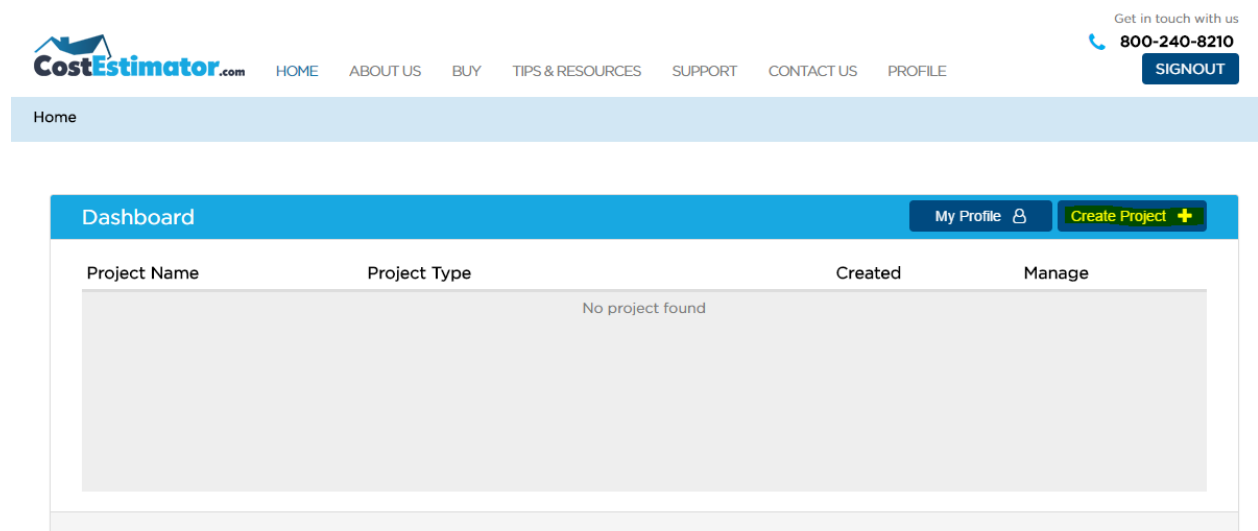 Get in touch with us
800-240-8210
CostEstimator.com HOME ABOUT US BUY TIPS & RESOURCES SUPPORT CONTACT US PROFILE SIGNOUT
Home
Dashboard My Profile Create Project
Project Name Project Type Created Manage
No project found